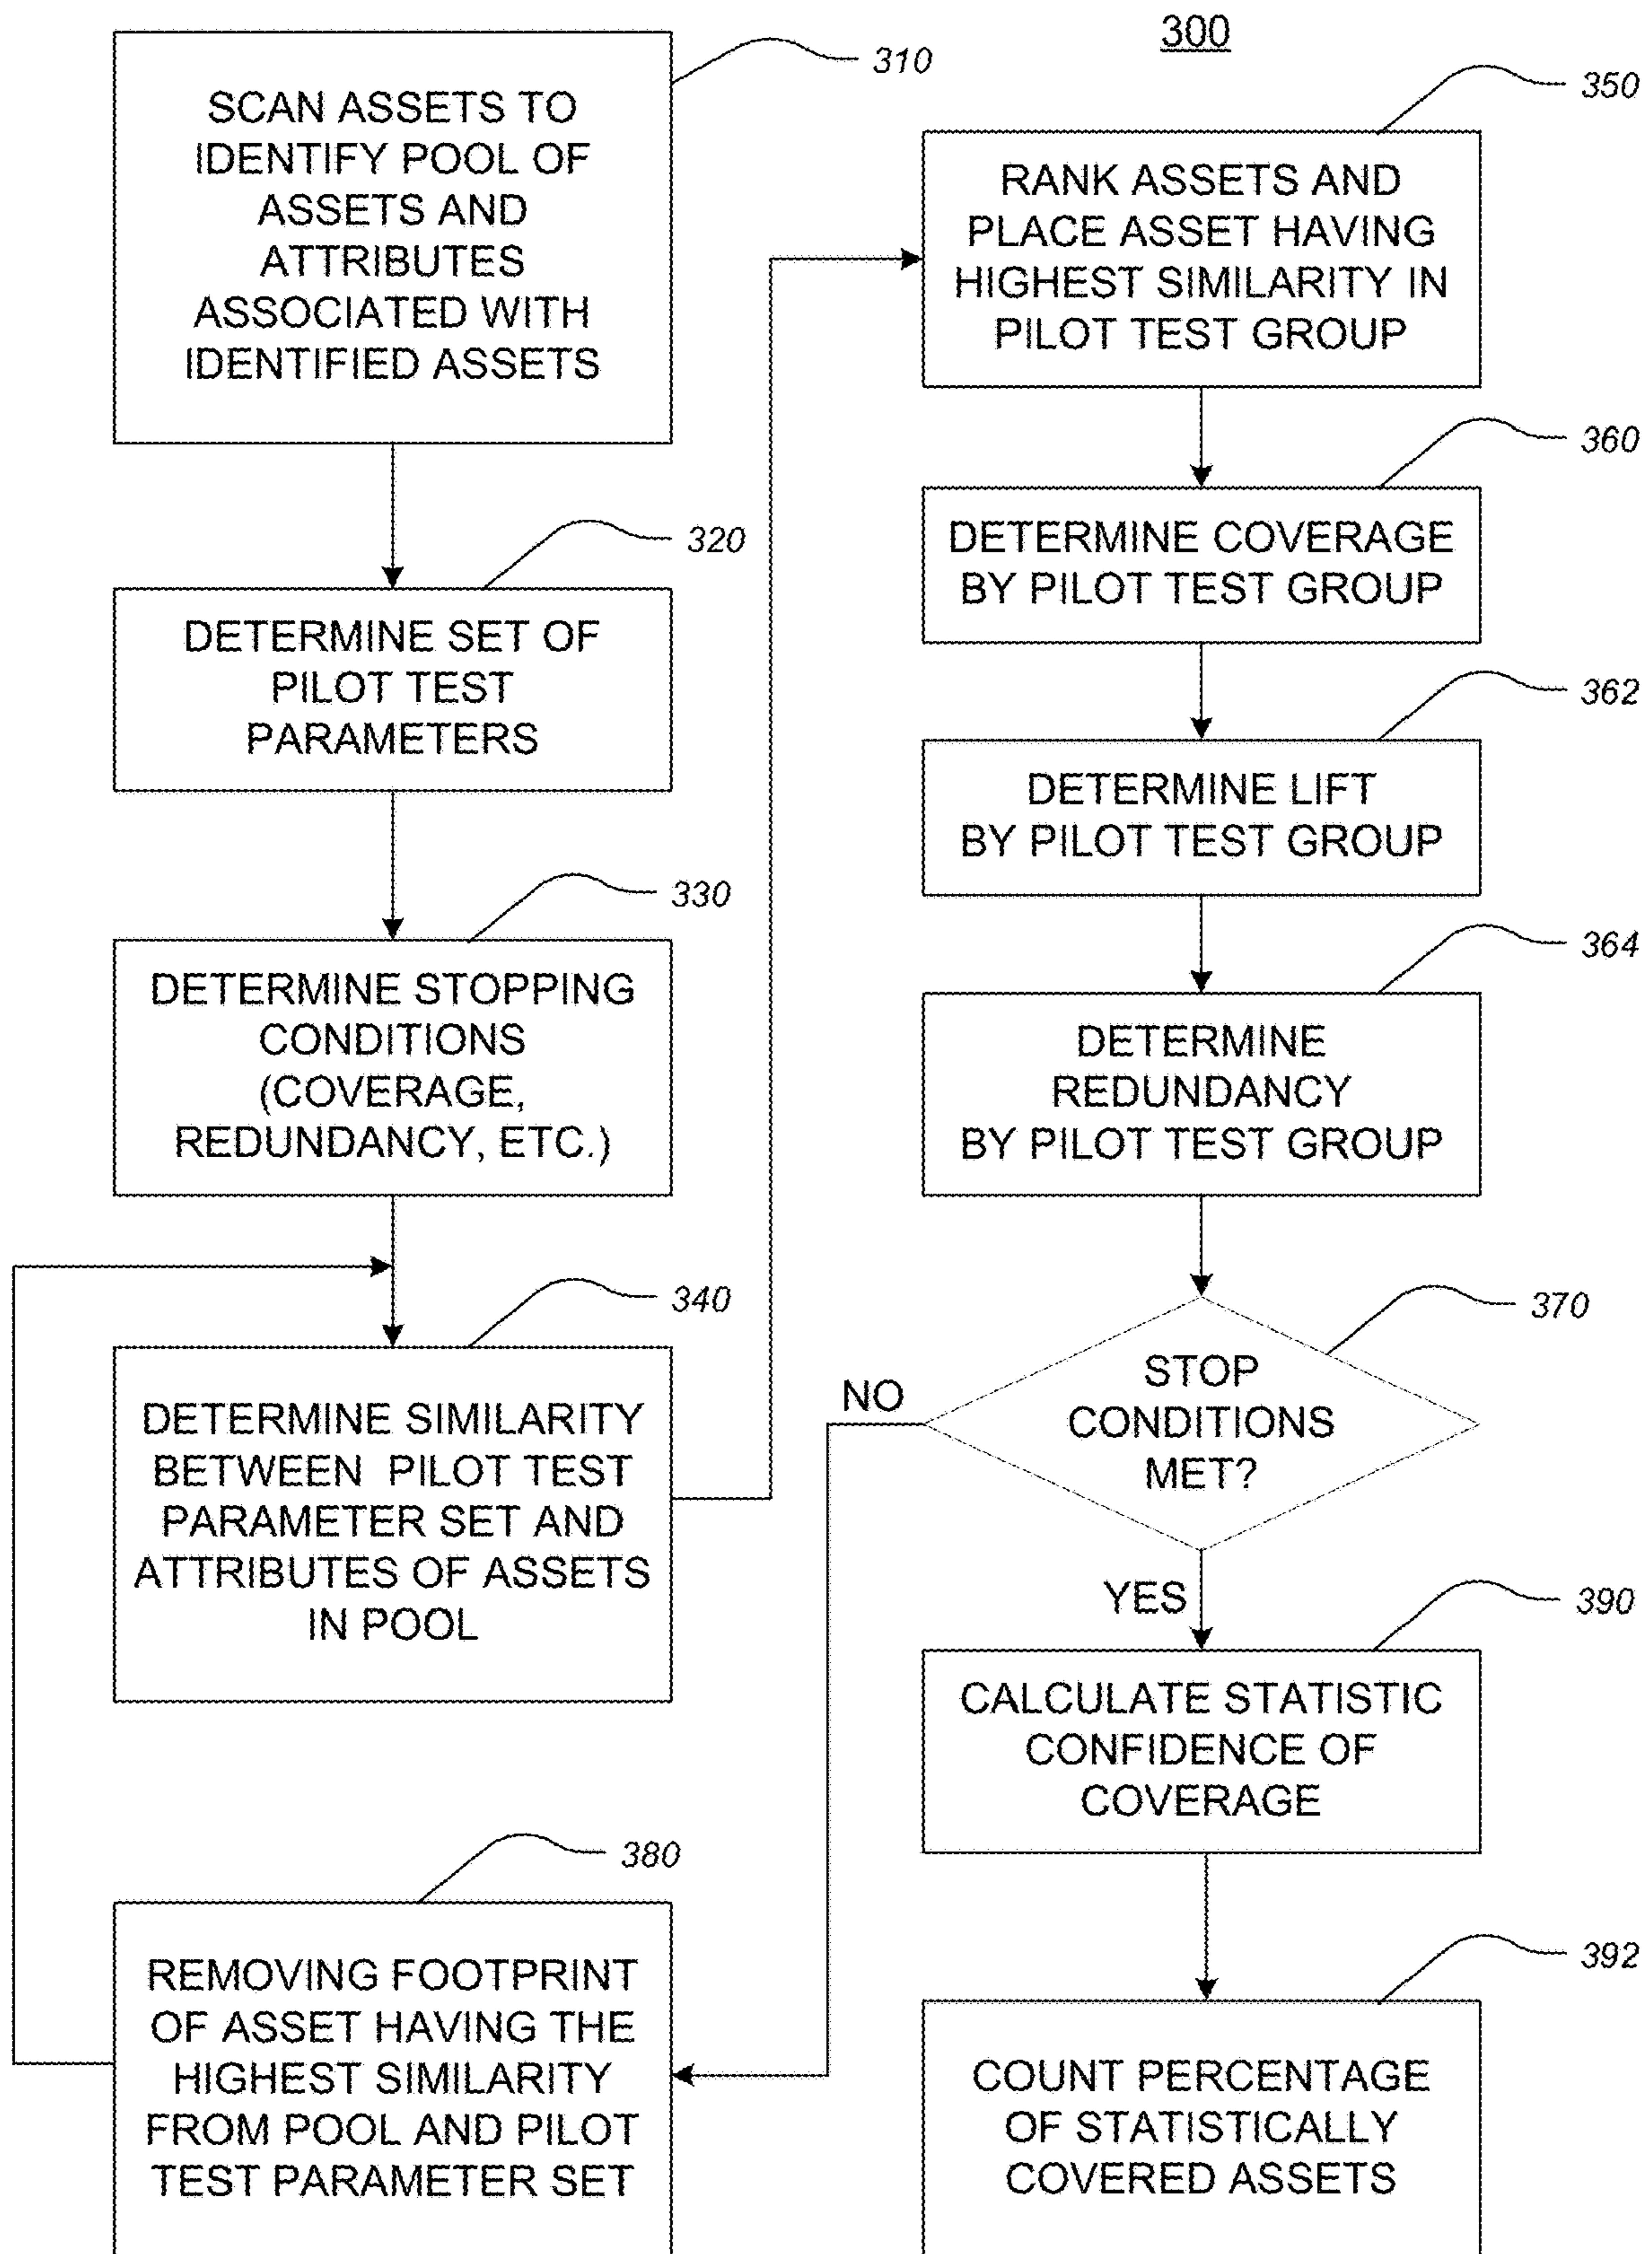 300
310
SCAN ASSETS TO
IDENTIFY POOL OF
ASSETS AND
ATTRIBUTES
ASSOCIATED WITH
IDENTIFIED ASSETS
320
DETERMINE SET OF
PILOT TEST
PARAMETERS
330
DETERMINE STOPPING
CONDITIONS
(COVERAGE,
REDUNDANCY, ETC.)
340
DETERMINE SIMILARITY
BETWEEN PILOT TEST
PARAMETER SET AND
ATTRIBUTES OF ASSETS
IN POOL
350
RANK ASSETS AND
PLACE ASSET HAVING
HIGHEST SIMILARITY IN
PILOT TEST GROUP
360
DETERMINE COVERAGE
BY PILOT TEST GROUP
362
DETERMINE LIFT
BY PILOT TEST GROUP
364
DETERMINE
REDUNDANCY
BY PILOT TEST GROUP
370
STOP
CONDITIONS
MET?
NO
YES
380
REMOVING FOOTPRINT
OF ASSET HAVING THE
HIGHEST SIMILARITY
FROM POOL AND PILOT
TEST PARAMETER SET
390
CALCULATE STATISTIC
CONFIDENCE OF
COVERAGE
392
COUNT PERCENTAGE
OF STATISTICALLY
COVERED ASSETS